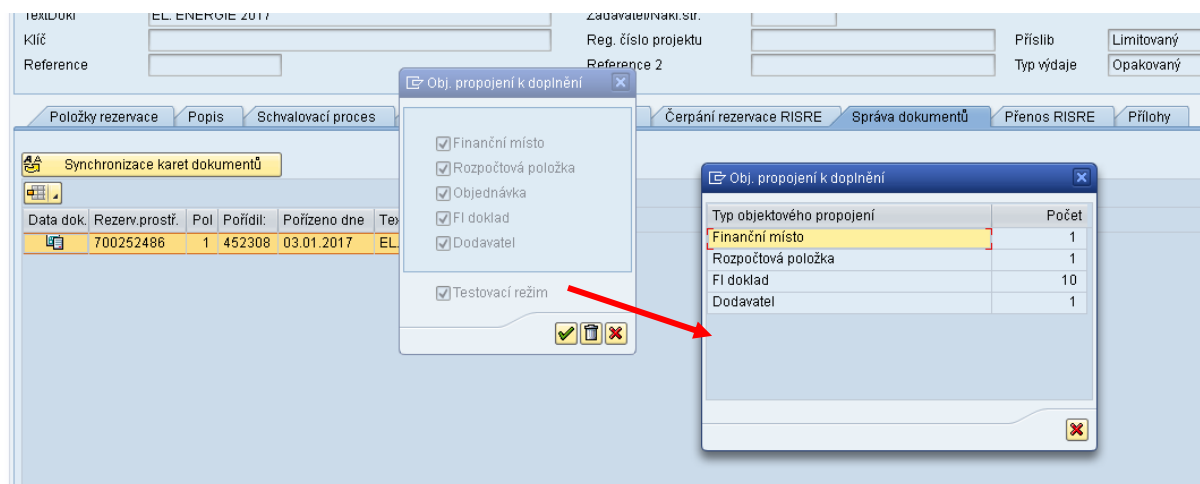 TextDokl EL. ENERGIE 2017 Zadavatel/Nákl.stř.
Klíč Reg. číslo projektu Příslib Limitovaný
Reference Reference 2 Typ výdaje Opakovaný
Obj. propojení k doplnění
Položky rezervace Popis Schvalovací proces Čerpání rezervace RISRE Správa dokumentů Přenos RISRE Přílohy
Finanční místo
Rozpočtová položka
Objednávka
FI doklad
Dodavatel
Testovací režim
Synchronizace karet dokumentů
Data dok. Rezerv.prostř. Pol Pořídil: Pořízeno dne
700252486 1 452308 03.01.2017 EL.
Obj. propojení k doplnění
Typ objektového propojení Počet
Finanční místo 1
Rozpočtová položka 1
FI doklad 10
Dodavatel 1